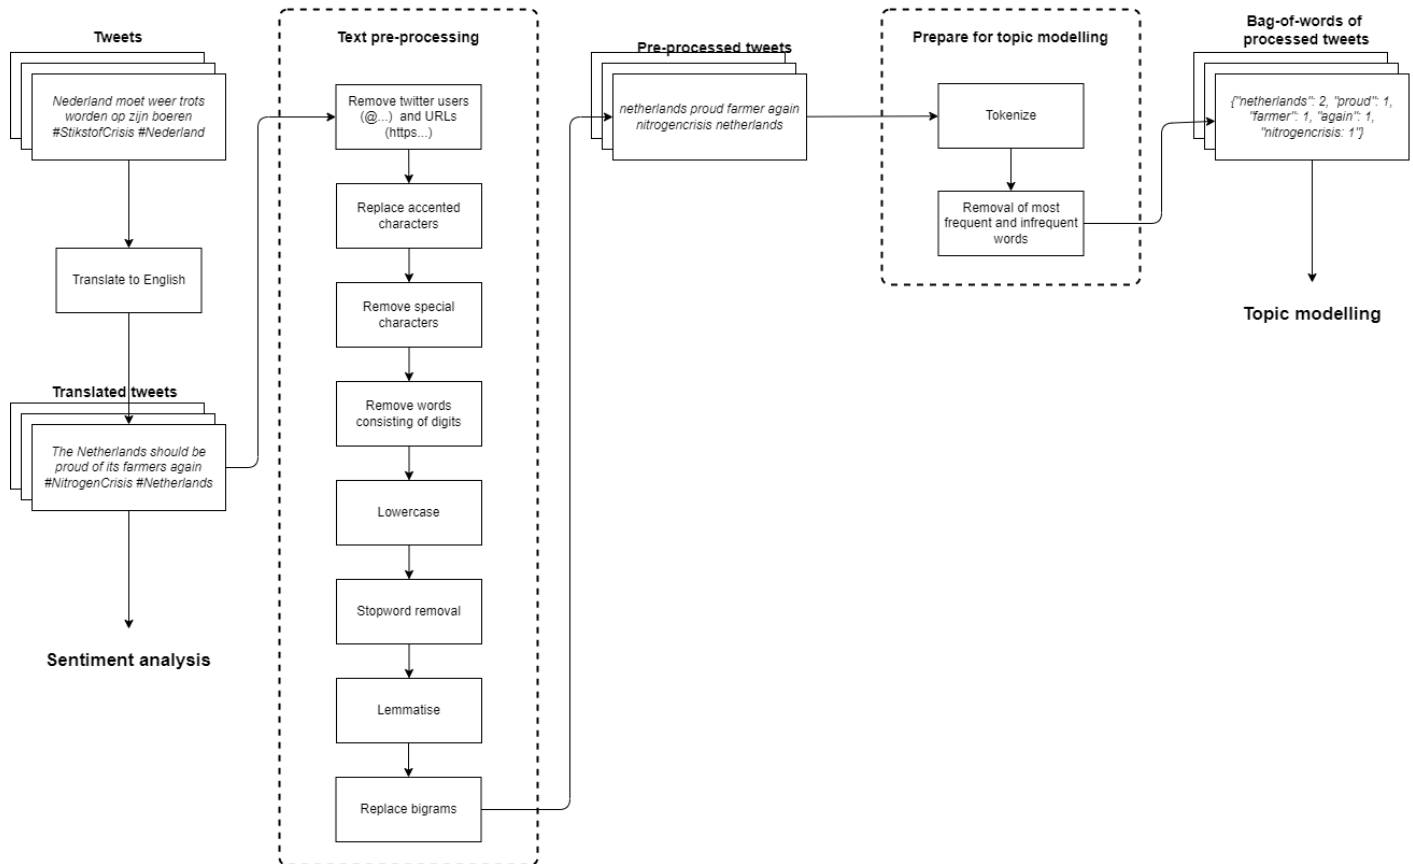 Tweets
Nederland moet weer trots
worden op zijn boeren
#StikstofCrisis #Nederland
Translate to English
Translated tweets
The Netherlands should be
proud of its farmers again
#NitrogenCrisis #Netherlands
Sentiment analysis
Text pre-processing
Remove twitter users
(@...) and URLs
(https...)
Replace accented
characters
Remove special
characters
Remove words
consisting of digits
Lowercase
Stopword removal
Lemmatise
Replace bigrams
Pre-processed tweets
netherlands proud farmer again
nitrogencrisis netherlands
Prepare for topic modelling
Tokenize
Removal of most
frequent and infrequent
words
Bag-of-words of
processed tweets
{"netherlands": 2, "proud": 1,
"farmer": 1, "again": 1,
"nitrogencrisis: 1"}
Topic modelling